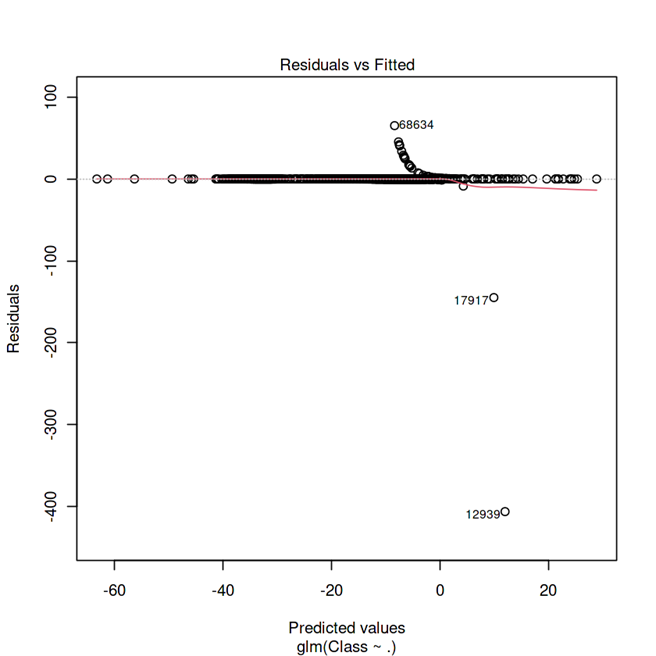 Residuals vs Fitted
100
0
-100
-200
-300
-400
Residuals
68634
17917
12939
-60 -40 -20 0 20
Predicted values
glm(Class ~ .)